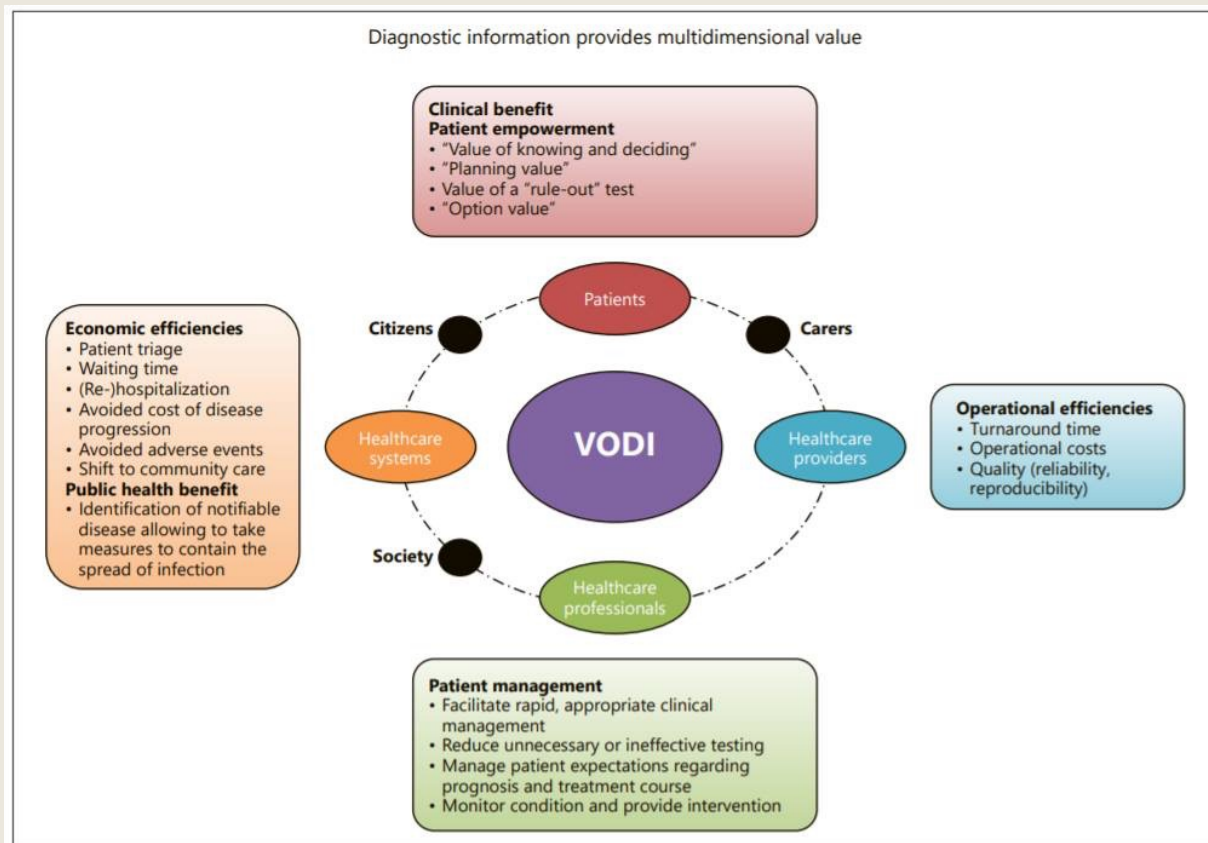 Diagnostic information provides multidimensional value
Clinical benefit
Patient empowerment
• “Value of knowing and deciding”
• “Planning value”
• Value of a “rule-out” test
• “Option value”
Patients
Citizens
Carers
Economic efficiencies
• Patient triage
• Waiting time
• (Re-)hospitalization
• Avoided cost of disease
progression
• Avoided adverse events
• Shift to community care
Public health benefit
• Identification of notifiable
disease allowing to take
measures to contain the
spread of infection
Healthcare
systems
VODI
Healthcare
providers
Operational efficiencies
• Turnaround time
• Operational costs
• Quality (reliability,
reproducibility)
Society
Healthcare
professionals
Patient management
• Facilitate rapid, appropriate clinical
management
• Reduce unnecessary or ineffective testing
• Manage patient expectations regarding
prognosis and treatment course
• Monitor condition and provide intervention